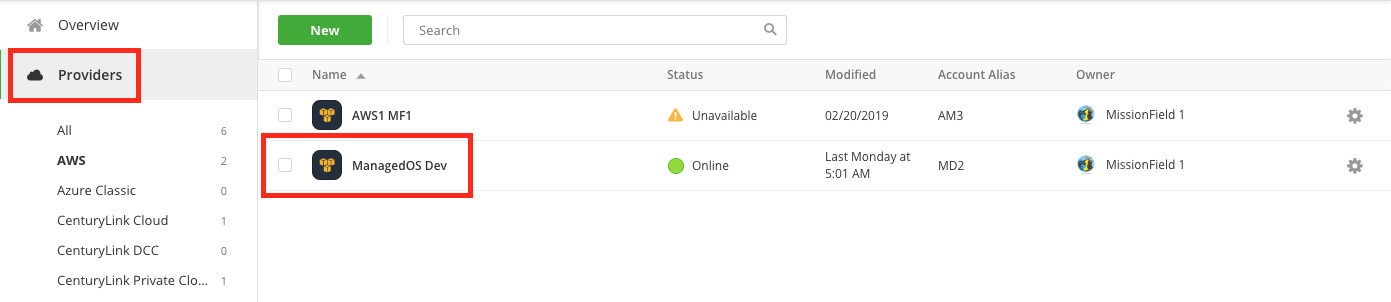 Overview
Providers
All 6
AWS 2
Azure Classic 0
CenturyLink Cloud 1
CenturyLink DCC 0
CenturyLink Private Clo... 1
New Search
Name Status Modified Account Alias Owner
AWS1 MF1 Unavailable 02/20/2019 AM3 MissionField 1
ManagedOS Dev Online Last Monday at MD2 MissionField 1
5:01 AM